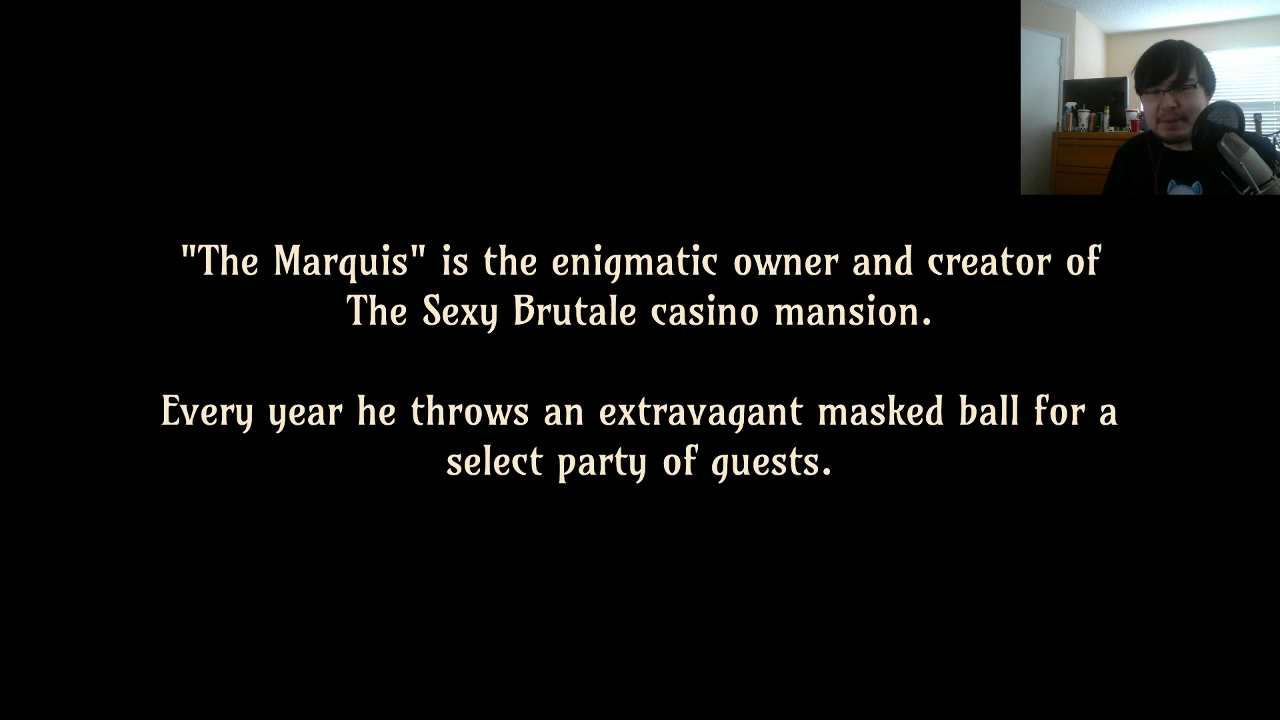 "The Marquis" is the enigmatic owner and creator of
The Sexy Brutale casino mansion.
Every year he throws an extravagant masked ball for a
select party of guests.